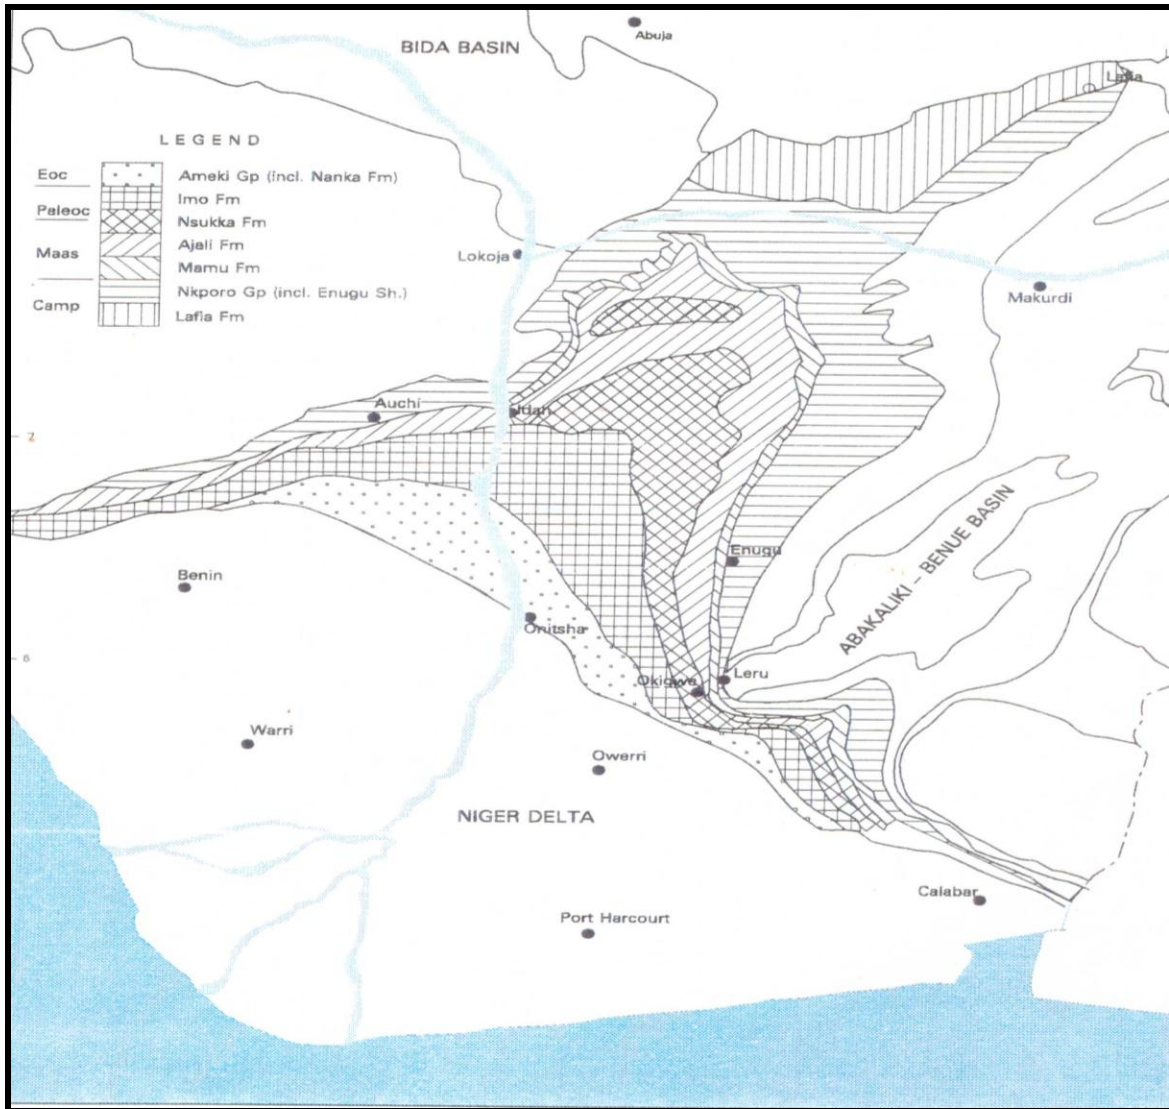 Abuja
BIDA BASIN
Lafia
LEGEND
Eoc
Ameki Gp (incl. Nanka Fm)
Imo Fm
Paleoc
Nsukka Fm
Ajali Fm
Maas
Mamu Fm
Nkporo Gp (incl. Enugu Sh.)
Camp
Lafia Fm
Lokoja
Makurdi
Auchi
Idah
7
Enugu
ABAKALIKI - BENUE BASIN
Benin
Onitsha
6
Leru
Okigwe
Warri
Owerri
NIGER DELTA
Calabar
Port Harcourt